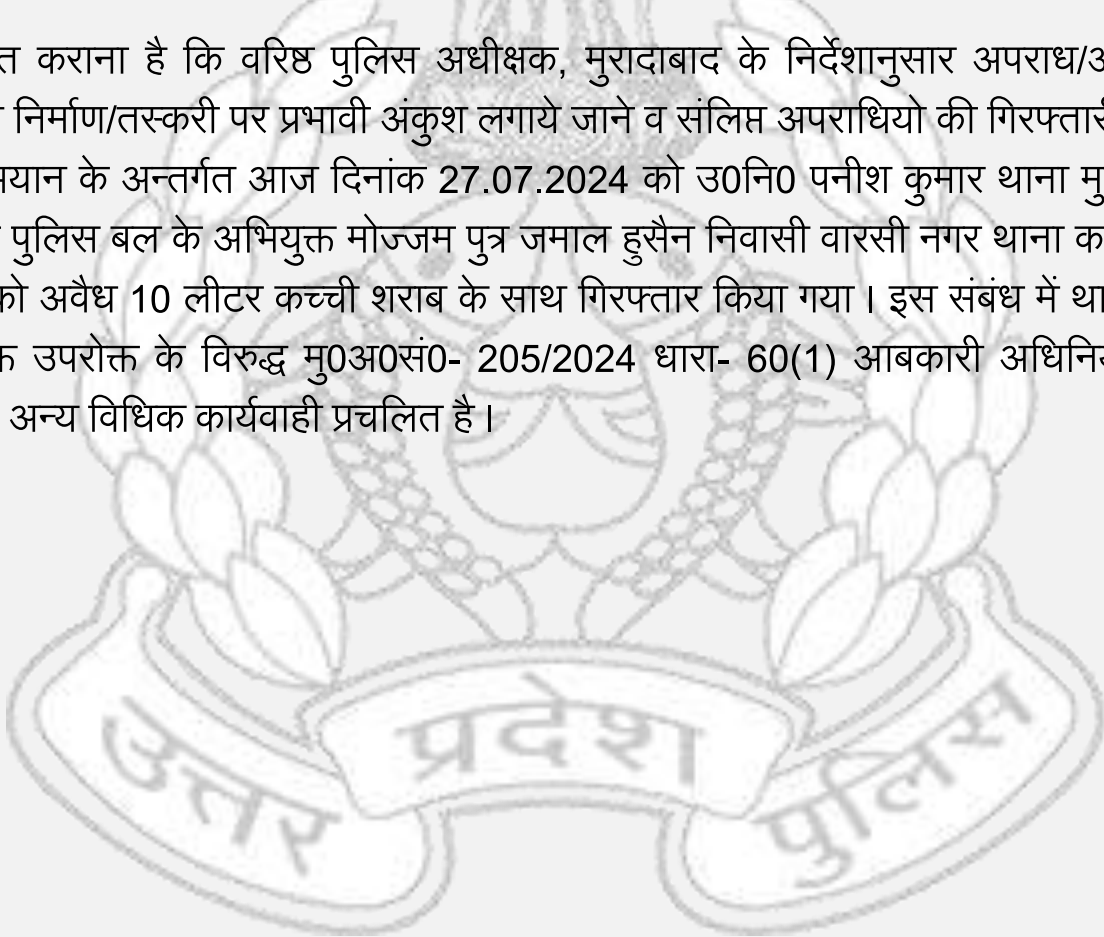 त कराना है कि वरिष्ठ पुलिस अधीक्षक, मुरादाबाद के निर्देशानुसार अपराध/अ
निर्माण/तस्करी पर प्रभावी अंकुश लगाये जाने व संलिप्त अपराधियो की गिरफ्तारी
यान के अन्तर्गत आज दिनांक 27.07.2024 को उ0नि0 पनीश कुमार थाना मु
पुलिस बल के अभियुक्त मोज्जम पुत्र जमाल हुसैन निवासी वारसी नगर थाना क
को अवैध 10 लीटर कच्ची शराब के साथ गिरफ्तार किया गया । इस संबंध में था
क उपरोक्त के विरुद्ध मु0अ0सं0- 205/2024 धारा- 60(1) आबकारी अधिनिय
अन्य विधिक कार्यवाही प्रचलित है ।
उत्तर प्रदेश पुलिस